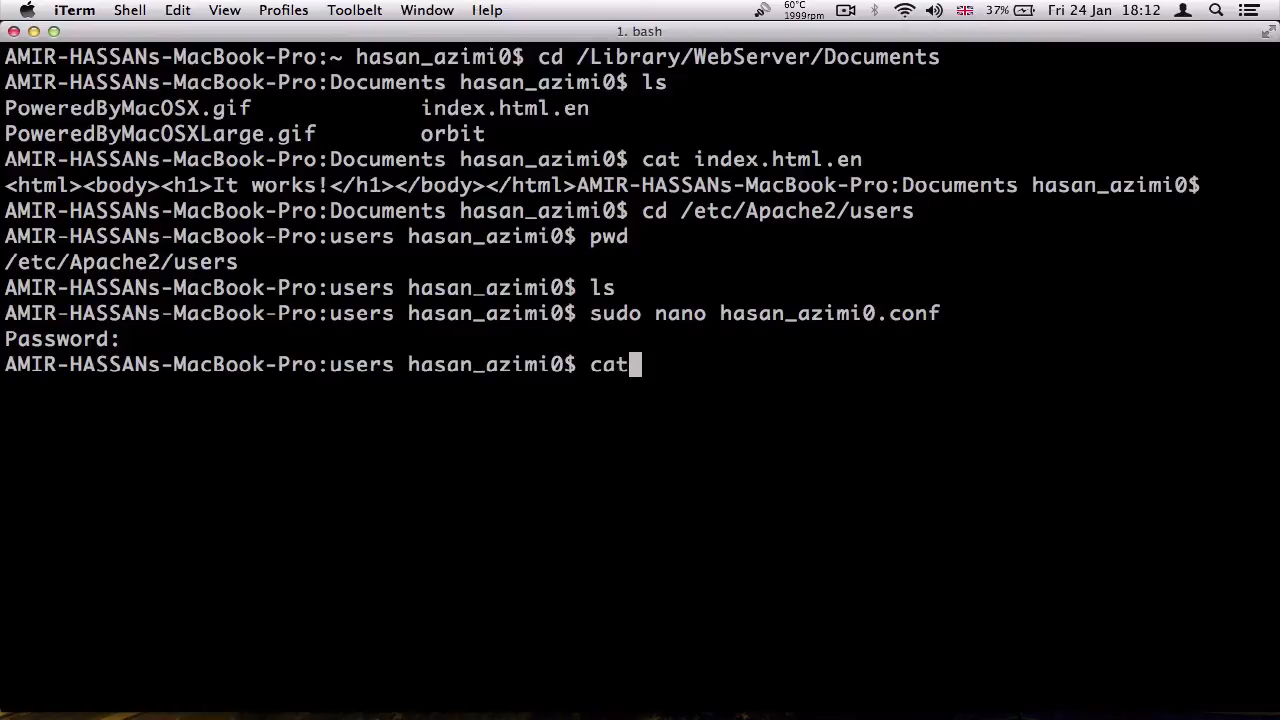 iTerm Shell Edit View Profiles Toolbelt Window Help 60°C 1999rpm 37% Fri 24 Jan 18:12
1. bash
AMIR-HASSANs-MacBook-Pro:~ hasan_azimi0$ cd /Library/WebServer/Documents
AMIR-HASSANs-MacBook-Pro:Documents hasan_azimi0$ ls
PoweredByMacOSX.gif index.html.en
PoweredByMacOSXLarge.gif orbit
AMIR-HASSANs-MacBook-Pro:Documents hasan_azimi0$ cat index.html.en
<html><body><h1>It works!</h1></body></html>AMIR-HASSANs-MacBook-Pro:Documents hasan_azimi0$
AMIR-HASSANs-MacBook-Pro:Documents hasan_azimi0$ cd /etc/Apache2/users
AMIR-HASSANs-MacBook-Pro:users hasan_azimi0$ pwd
/etc/Apache2/users
AMIR-HASSANs-MacBook-Pro:users hasan_azimi0$ ls
AMIR-HASSANs-MacBook-Pro:users hasan_azimi0$ sudo nano hasan_azimi0.conf
Password:
AMIR-HASSANs-MacBook-Pro:users hasan_azimi0$ cat